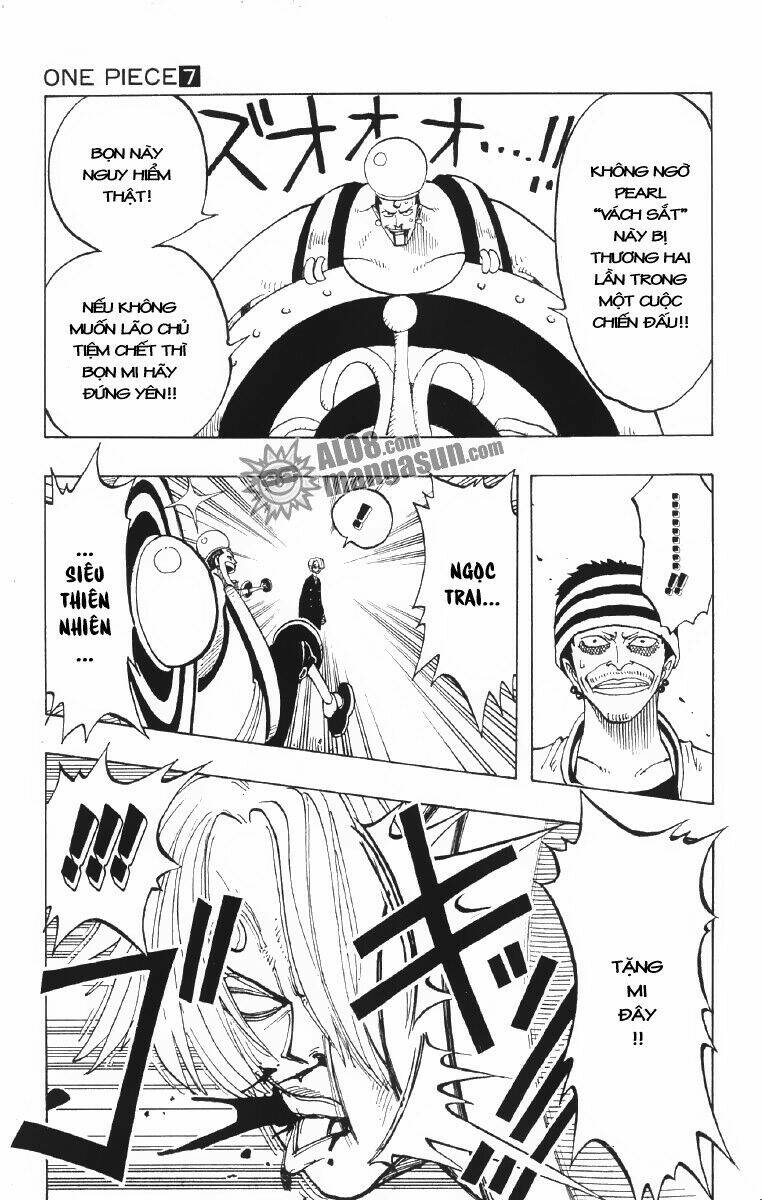 ONE PIECE 7
KHÔNG NGỜ
PEARL
“VÁCH SẮT”
NÀY BỊ
THƯƠNG HAI
LẦN TRONG
MỘT CUỘC
CHIẾN ĐẤU!!
ズオオオオ……!!
BỌN NÀY
NGUY HIỂM
THẬT!
NẾU KHÔNG
MUỐN LÃO CHỦ
TIỆM CHẾT THÌ
BỌN MI HÃY
ĐỨNG YÊN!!
ALO8.com
mangasun.com
!
NGỌC
TRAI...
...
SIÊU
THIÊN
NHIÊN
...
...........!!
TẶNG
MI
ĐÂY
!!
!!!